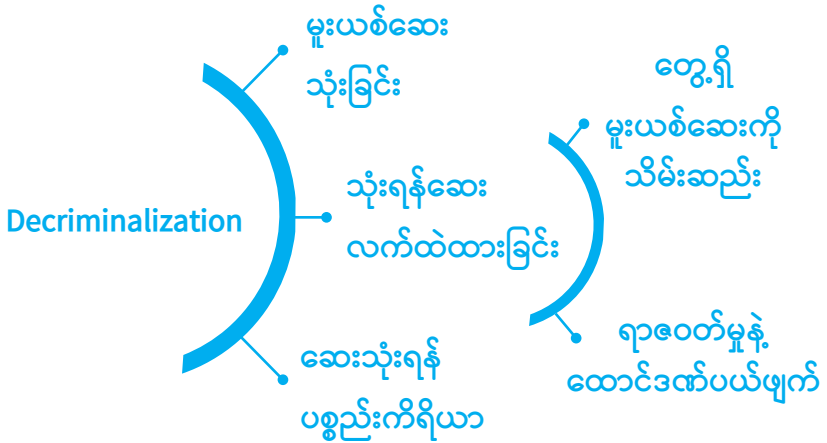 Decriminalization
မူးယစ်ဆေး
သုံးခြင်း
သုံးရန်ဆေး
လက်ထဲထားခြင်း
ဆေးသုံးရန်
ပစ္စည်းကိရိယာ
တွေ့ရှိ
မူးယစ်ဆေးကို
သိမ်းဆည်း
ရာဇဝတ်မှုနဲ့
ထောင်ဒဏ်ပယ်ဖျက်